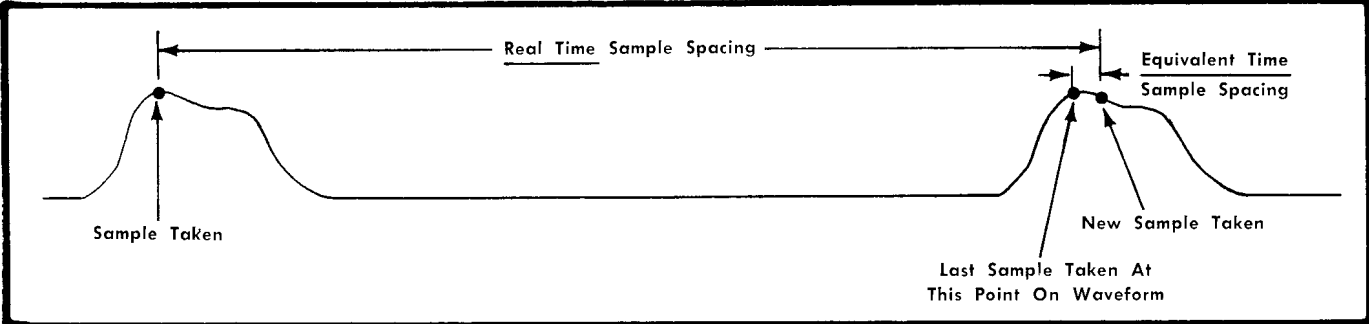 Real Time Sample Spacing
Equivalent Time
Sample Spacing
Sample Taken
New Sample Taken
Last Sample Taken At
This Point On Waveform